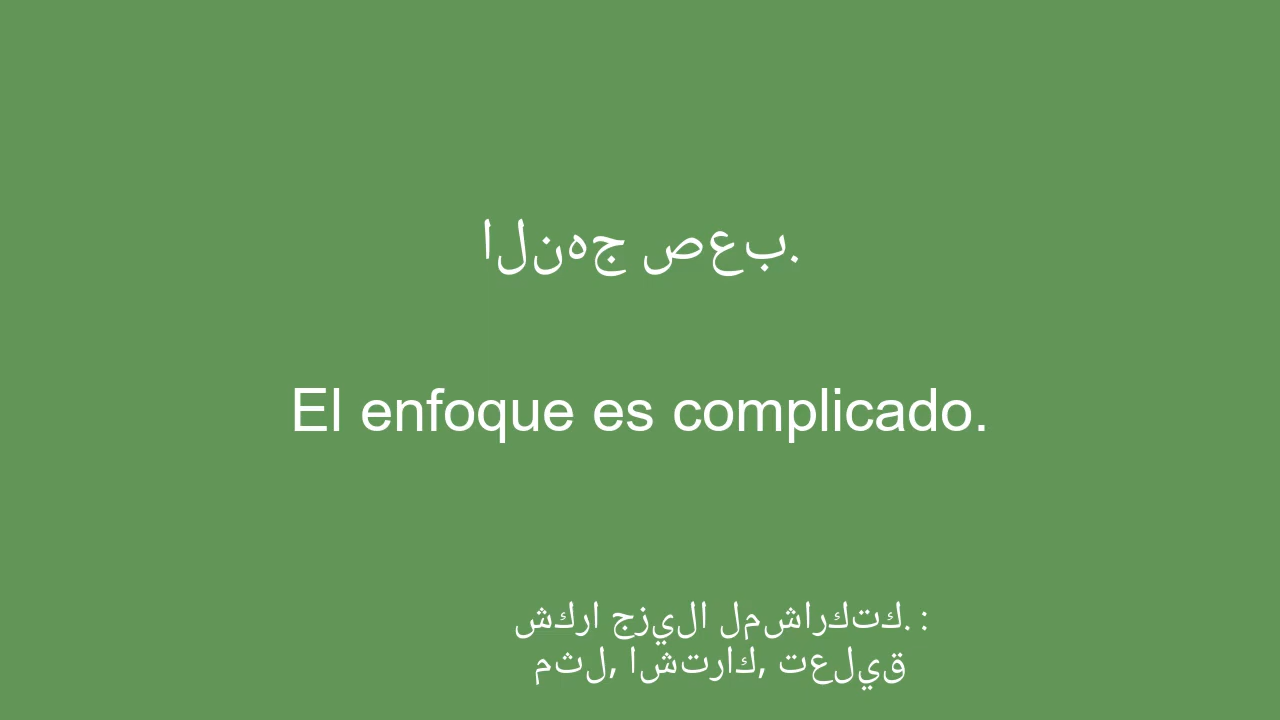 النهج صعب.
El enfoque es complicado.
شكرا جزيلا لمشاركتك. :
مثل, اشتراك, تعليق